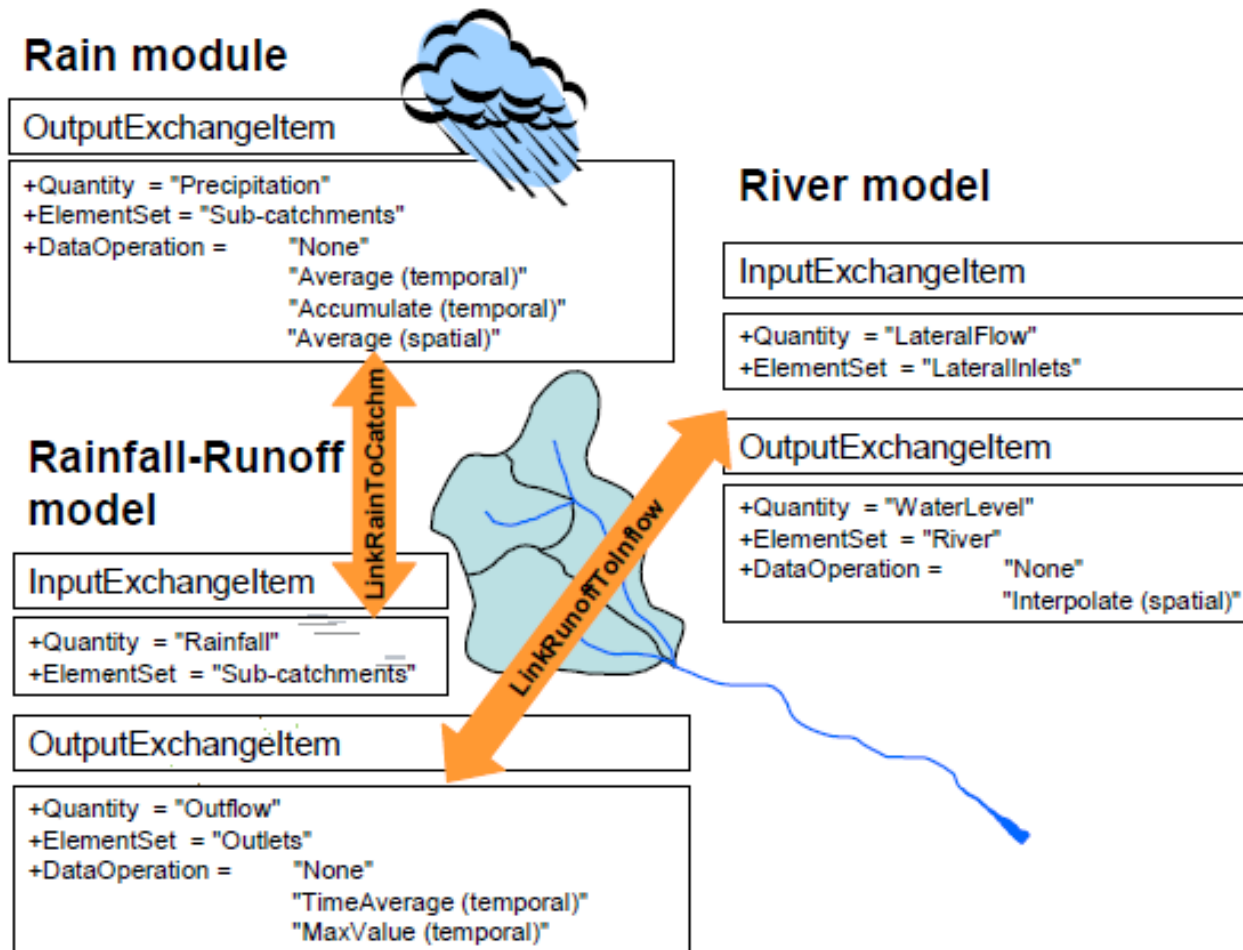 Rain module
OutputExchangeItem
+Quantity = "Precipitation"
+ElementSet = "Sub-catchments"
+DataOperation = "None"
"Average (temporal)"
"Accumulate (temporal)"
"Average (spatial)"
LinkRainToCatchm
Rainfall-Runoff
model
InputExchangeItem
+Quantity = "Rainfall"
+ElementSet = "Sub-catchments"
OutputExchangeItem
+Quantity = "Outflow"
+ElementSet = "Outlets"
+DataOperation = "None"
"TimeAverage (temporal)"
"MaxValue (temporal)"
LinkRunoffToInflow
River model
InputExchangeItem
+Quantity = "LateralFlow"
+ElementSet = "LateralInlets"
OutputExchangeItem
+Quantity = "WaterLevel"
+ElementSet = "River"
+DataOperation = "None"
"Interpolate (spatial)"